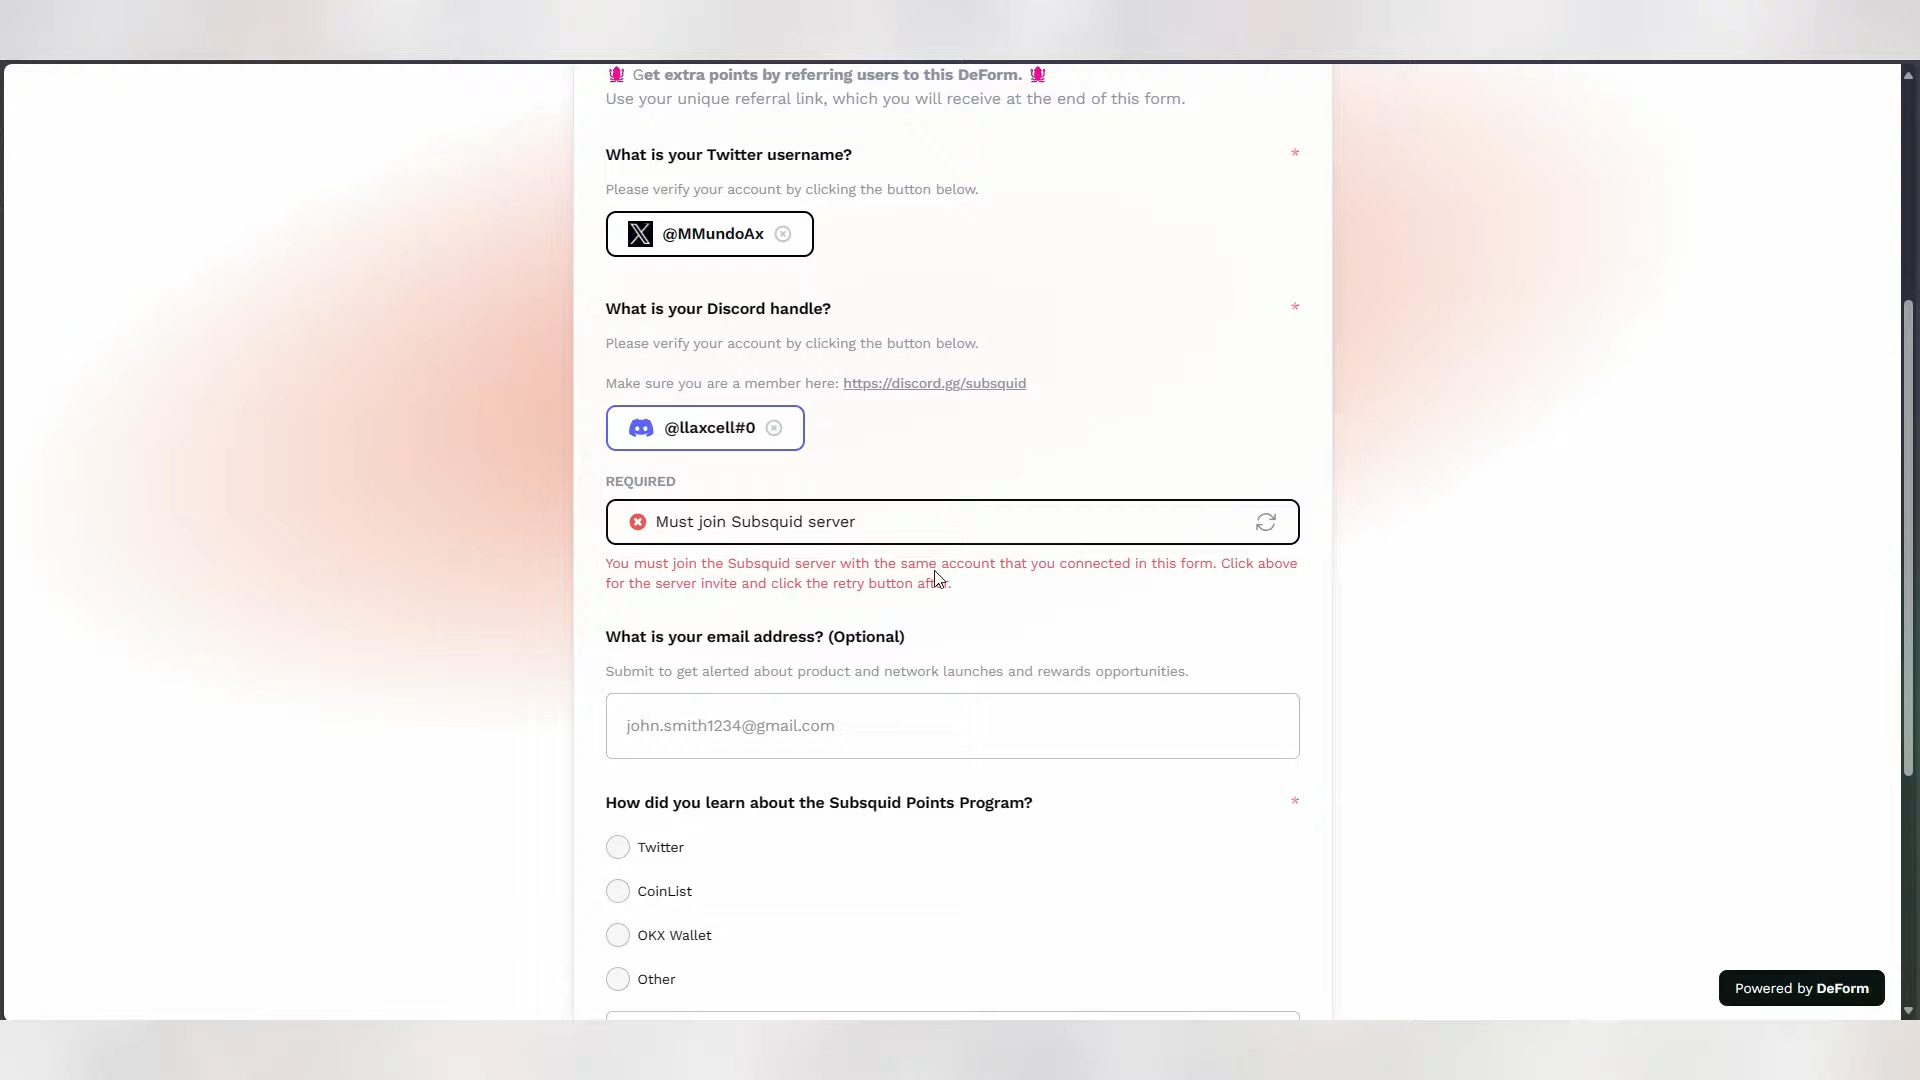 Get extra points by referring users to this DeForm.
Use your unique referral link, which you will receive at the end of this form.
What is your Twitter username? *
Please verify your account by clicking the button below.
@MMundoAx
What is your Discord handle? *
Please verify your account by clicking the button below.
Make sure you are a member here: https://discord.gg/subsquid
@llaxcell#0
REQUIRED
Must join Subsquid server
You must join the Subsquid server with the same account that you connected in this form. Click above
for the server invite and click the retry button after.
What is your email address? (Optional)
Submit to get alerted about product and network launches and rewards opportunities.
john.smith1234@gmail.com
How did you learn about the Subsquid Points Program? *
Twitter
CoinList
OKX Wallet
Other
Powered by DeForm